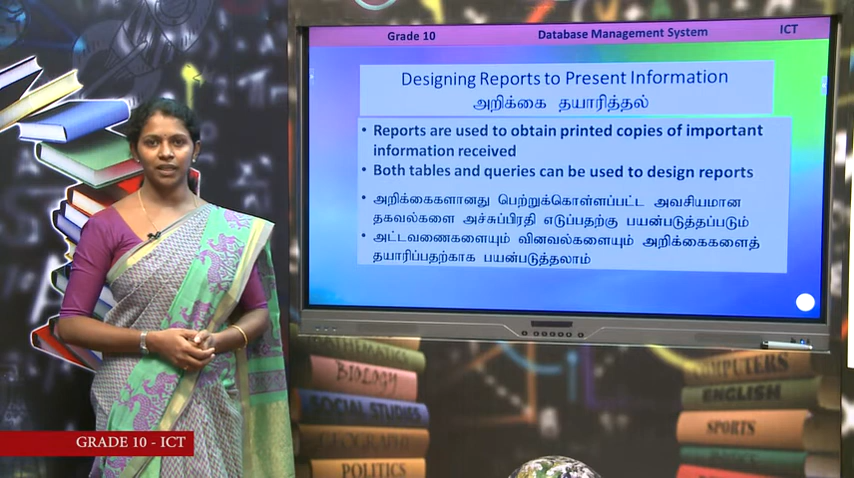 Grade 10 Database Management System ICT
Designing Reports to Present Information
அறிக்கை தயாரித்தல்
• Reports are used to obtain printed copies of important
information received
• Both tables and queries can be used to design reports
• அறிக்கைகளானது பெற்றுக்கொள்ளப்பட்ட அவசியமான
தகவல்களை அச்சுப்பிரதி எடுப்பதற்கு பயன்படுத்தப்படும்
• அட்டவணைகளையும் வினவல்களையும் அறிக்கைகளைத்
தயாரிப்பதற்காக பயன்படுத்தலாம்
MATHEMATICS
BIOLOGY
SOCIAL STUDIES
GEOGRAPHY
POLITICS
COMPUTERS
ENGLISH
SPORTS
GRADE 10 - ICT